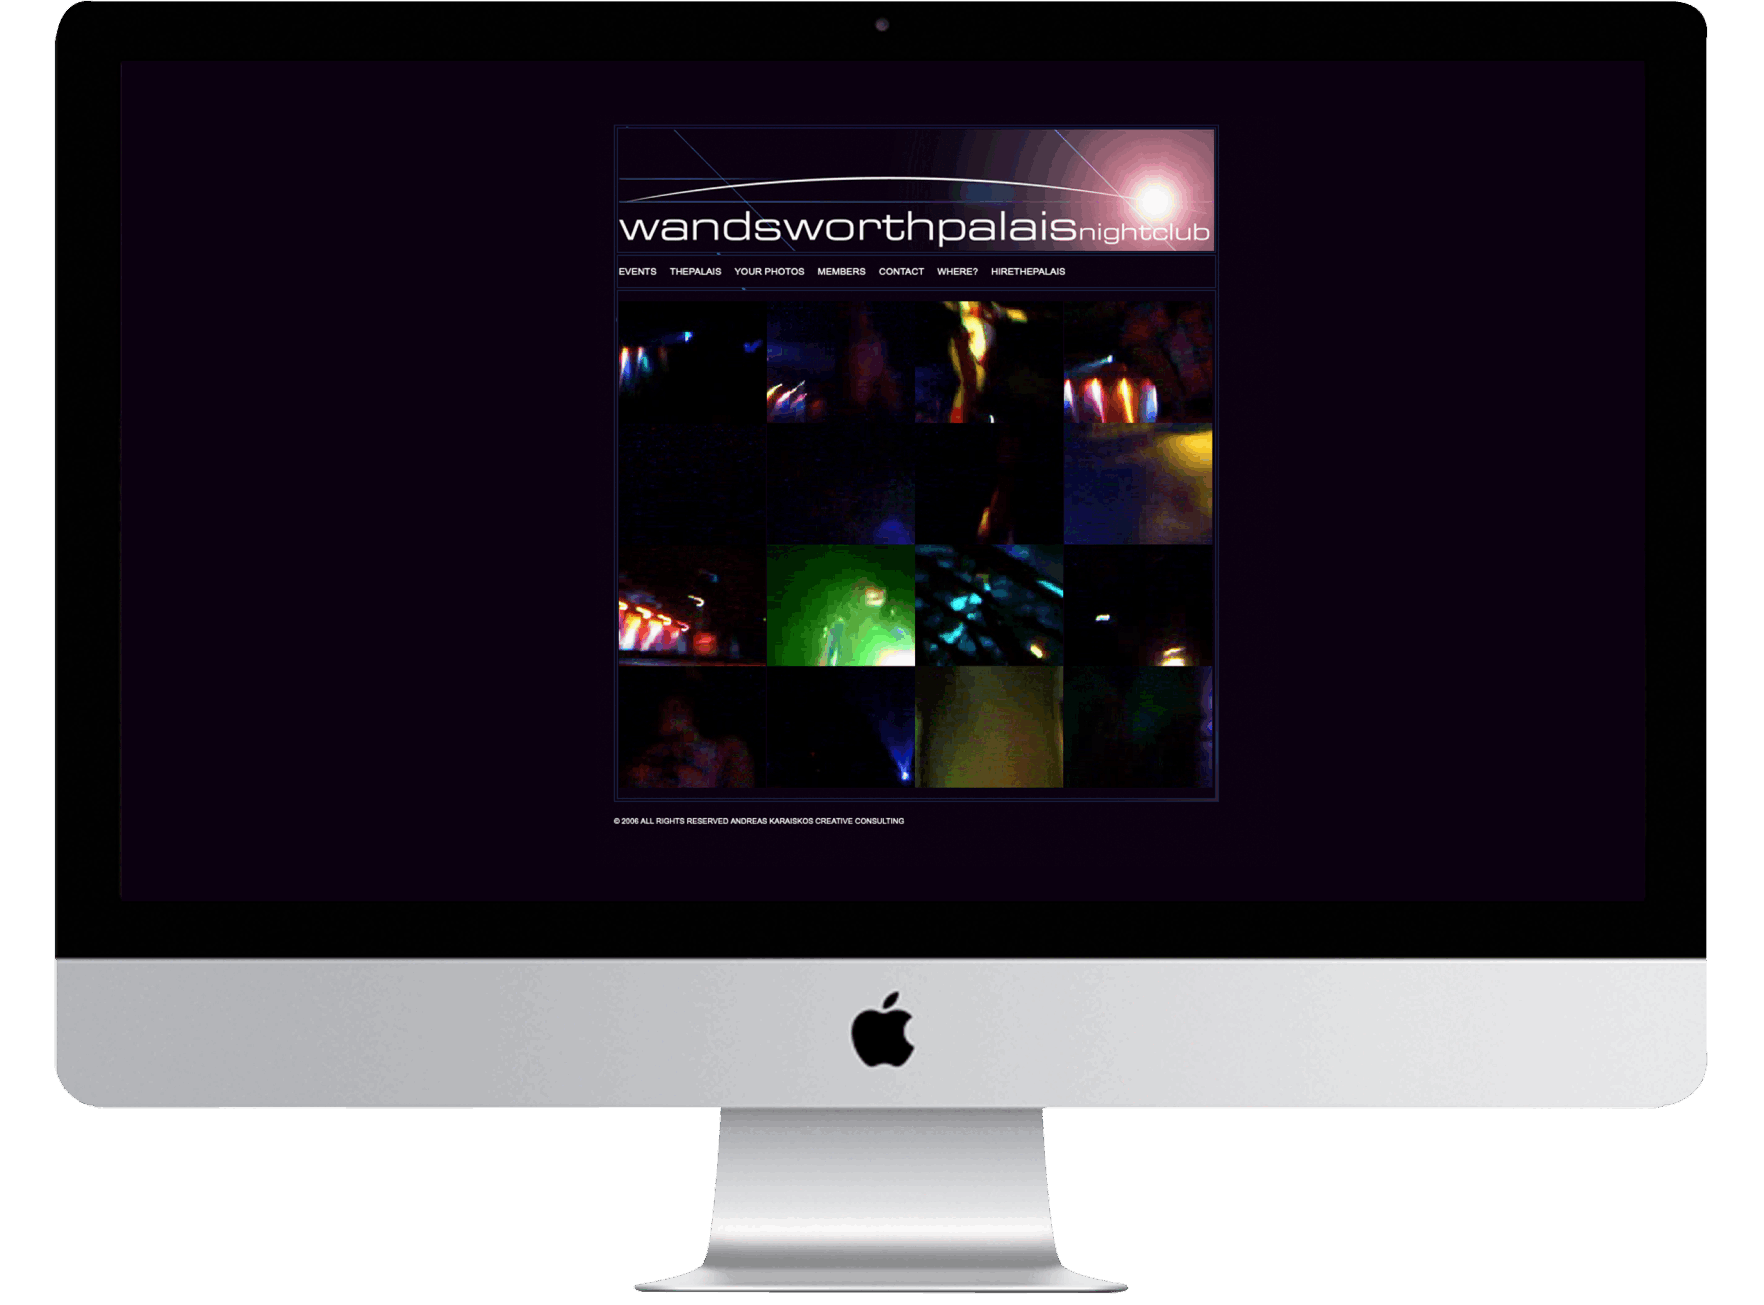 wandsworthpalaisnightclub
EVENTS THEPALAIS YOUR PHOTOS MEMBERS CONTACT WHERE? HIRETHEPALAIS
© 2006 ALL RIGHTS RESERVED ANDREAS KARAISKOS CREATIVE CONSULTING